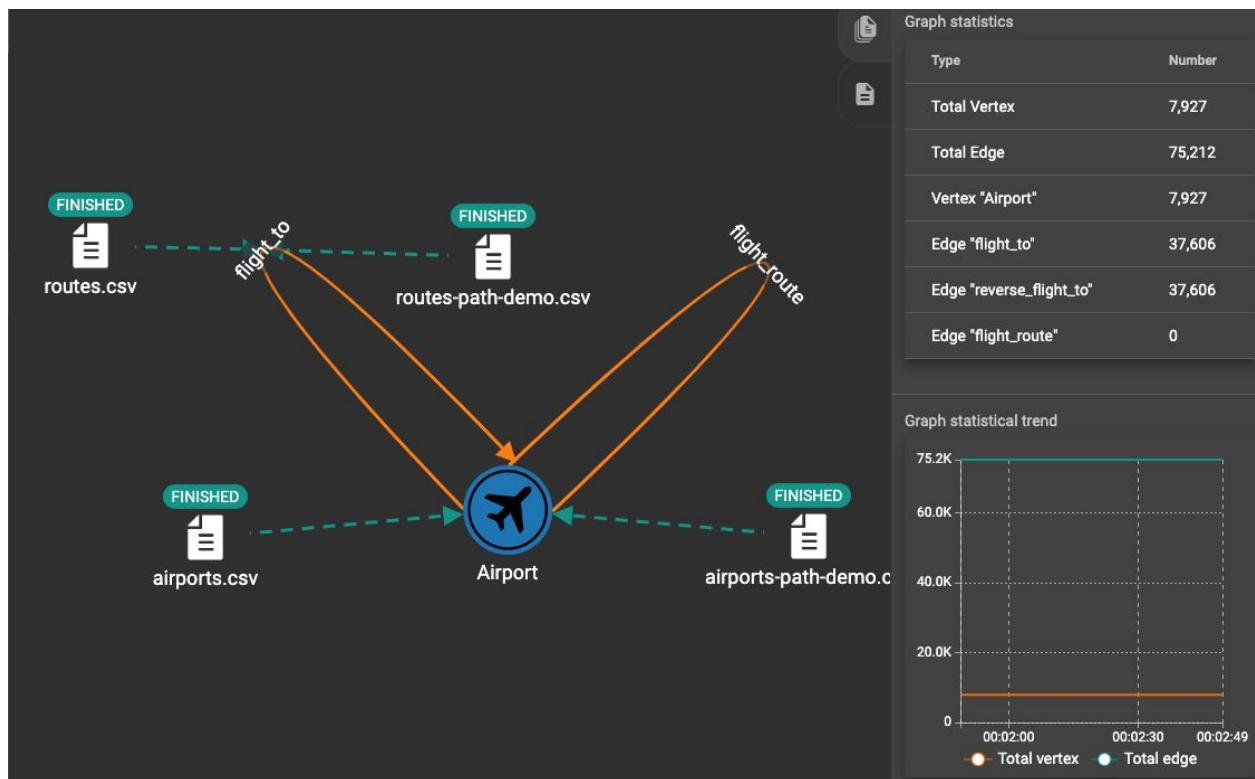 FINISHED
routes.csv
flight_to
FINISHED
routes-path-demo.csv
flight_route
FINISHED
airports.csv
Airport
FINISHED
airports-path-demo.c
Graph statistics
Type Number
Total Vertex 7,927
Total Edge 75,212
Vertex "Airport" 7,927
Edge "flight_to" 37,606
Edge "reverse_flight_to" 37,606
Edge "flight_route" 0
Graph statistical trend
75.2K
60.0K
40.0K
20.0K
0
00:02:00 00:02:30 00:02:49
Total vertex Total edge